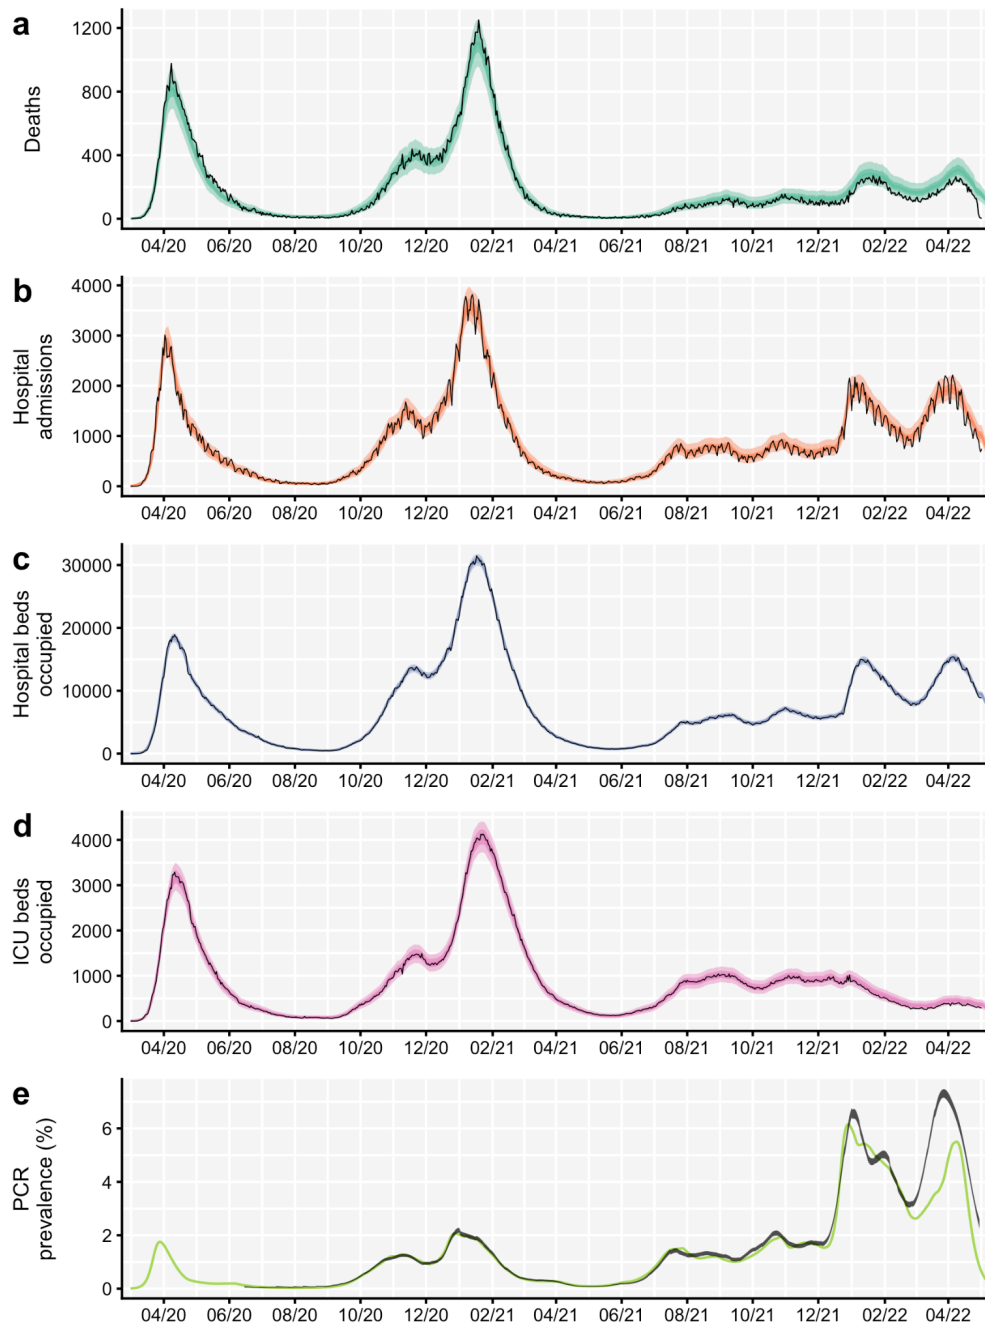 a
Deaths
1200
800
400
0
04/20 06/20 08/20 10/20 12/20 02/21 04/21 06/21 08/21 10/21 12/21 02/22 04/22
b
Hospital
admissions
4000
3000
2000
1000
0
04/20 06/20 08/20 10/20 12/20 02/21 04/21 06/21 08/21 10/21 12/21 02/22 04/22
c
Hospital beds
occupied
30000
20000
10000
0
04/20 06/20 08/20 10/20 12/20 02/21 04/21 06/21 08/21 10/21 12/21 02/22 04/22
d
ICU beds
occupied
4000
3000
2000
1000
0
04/20 06/20 08/20 10/20 12/20 02/21 04/21 06/21 08/21 10/21 12/21 02/22 04/22
e
PCR
prevalence (%)
6
4
2
0
04/20 06/20 08/20 10/20 12/20 02/21 04/21 06/21 08/21 10/21 12/21 02/22 04/22